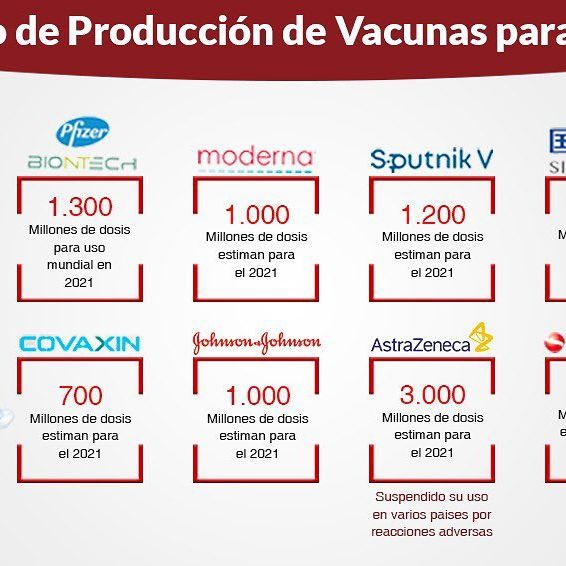 o de Producción de Vacunas para
Pfizer
BIONTECH
moderna
Sputnik V
SI
1.300
Millones de dosis
para uso
mundial en
2021
1.000
Millones de dosis
estiman para
el 2021
1.200
Millones de dosis
estiman para
el 2021
M
COVAXIN
Johnson & Johnson
AstraZeneca
700
Millones de dosis
estiman para
el 2021
1.000
Millones de dosis
estiman para
el 2021
3.000
Millones de dosis
estiman para
el 2021
M
e
Suspendido su uso
en varios paises por
reacciones adversas